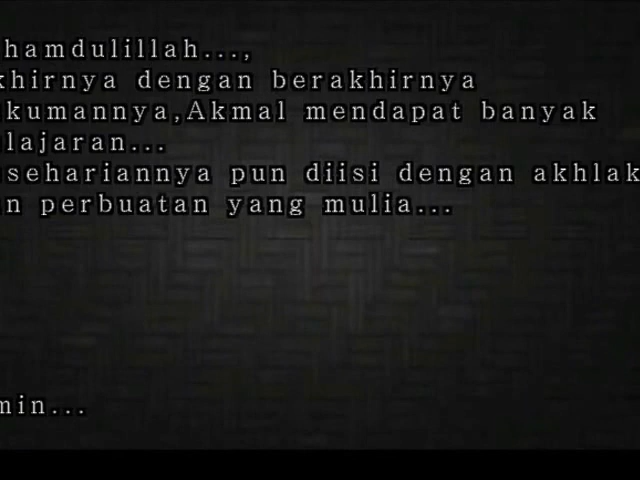 hamdulillah...,
khirnya dengan berakhirnya
kumannya,Akmal mendapat banyak
lajaran...
sehariannya pun diisi dengan akhlak
n perbuatan yang mulia...
min...